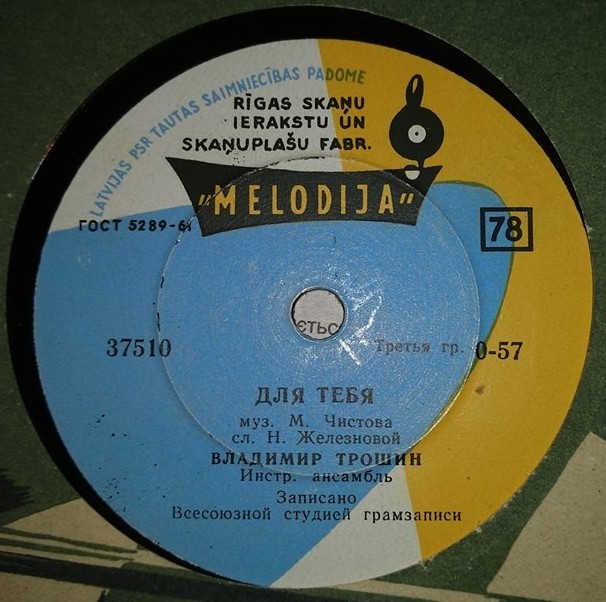 LATVIJAS PSR TAUTAS SAIMNIECĪBAS PADOME
RĪGAS SKAŅU
IERAKSTU UN
SKAŅUPLAŠU FABR.
"MELODIJA"
ГОСТ 5289-61
78
ЄТЬС
37510
Третья гр. 0-57
ДЛЯ ТЕБЯ
муз. М. Чистова
сл. Н. Железновой
ВЛАДИМИР ТРОШИН
Инстр. ансамбль
Записано
Всесоюзной студией грамзаписи